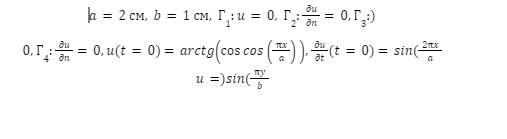 a = 2 см, b = 1 см, Γ₁: u = 0, Γ₂: ∂u/∂n = 0, Γ₃:)
0, Γ₄: ∂u/∂n = 0, u(t = 0) = arctg(cos cos (πx/a)), ∂u/∂t (t = 0) = sin(2πx/a
u =)sin(πy/b